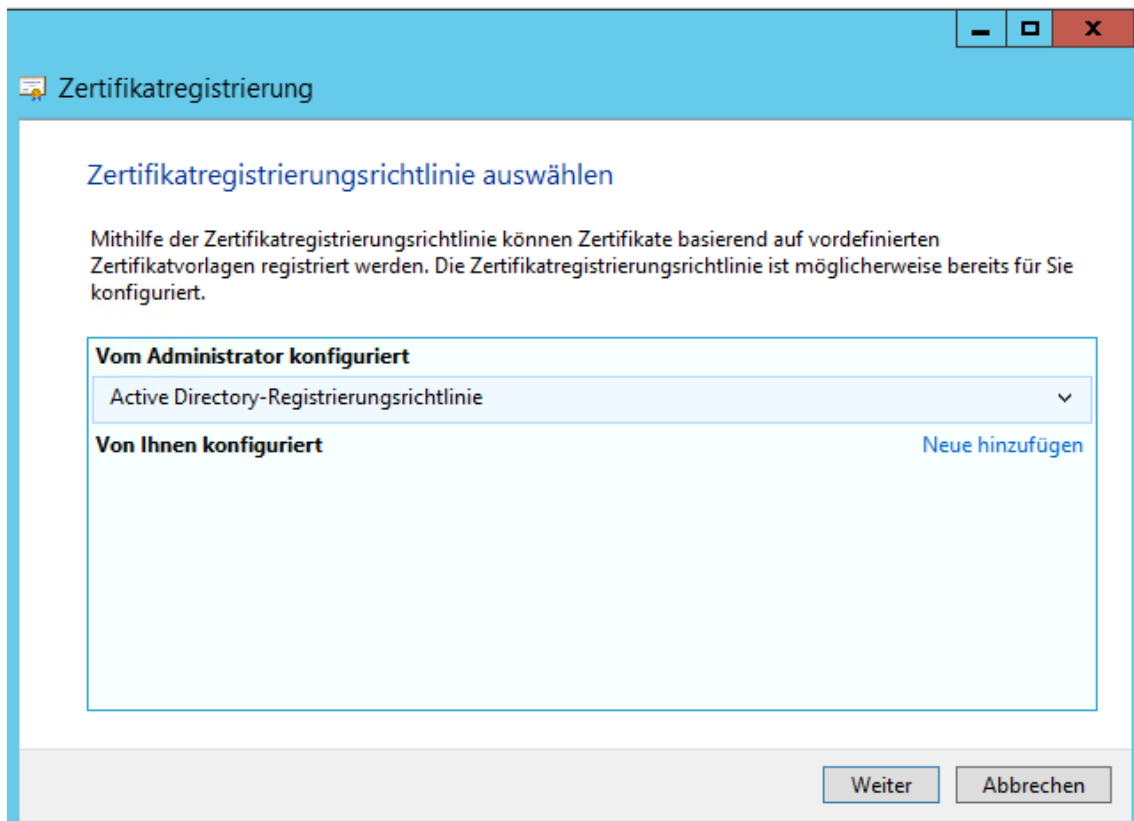 Zertifikatregistrierung
Zertifikatregistrierungsrichtlinie auswählen
Mithilfe der Zertifikatregistrierungsrichtlinie können Zertifikate basierend auf vordefinierten
Zertifikatvorlagen registriert werden. Die Zertifikatregistrierungsrichtlinie ist möglicherweise bereits für Sie
konfiguriert.
Vom Administrator konfiguriert
Active Directory-Registrierungsrichtlinie
Von Ihnen konfiguriert Neue hinzufügen
Weiter Abbrechen